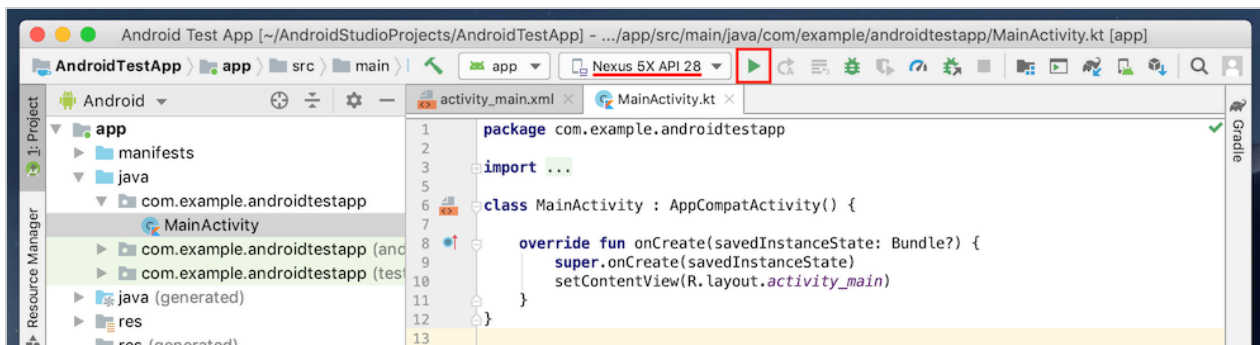 Android Test App [~/AndroidStudioProjects/AndroidTestApp] - .../app/src/main/java/com/example/androidtestapp/MainActivity.kt [app]
AndroidTestApp app src main app Nexus 5X API 28
1: Project
Resource Manager
Android
app
manifests
java
com.example.androidtestapp
MainActivity
com.example.androidtestapp (and
com.example.androidtestapp (test
java (generated)
res
res (generated)
activity_main.xml MainActivity.kt
1 package com.example.androidtestapp
2
3 import ...
5
6 class MainActivity : AppCompatActivity() {
7
8 override fun onCreate(savedInstanceState: Bundle?) {
9 super.onCreate(savedInstanceState)
10 setContentView(R.layout.activity_main)
11 }
12 }
13
Gradle